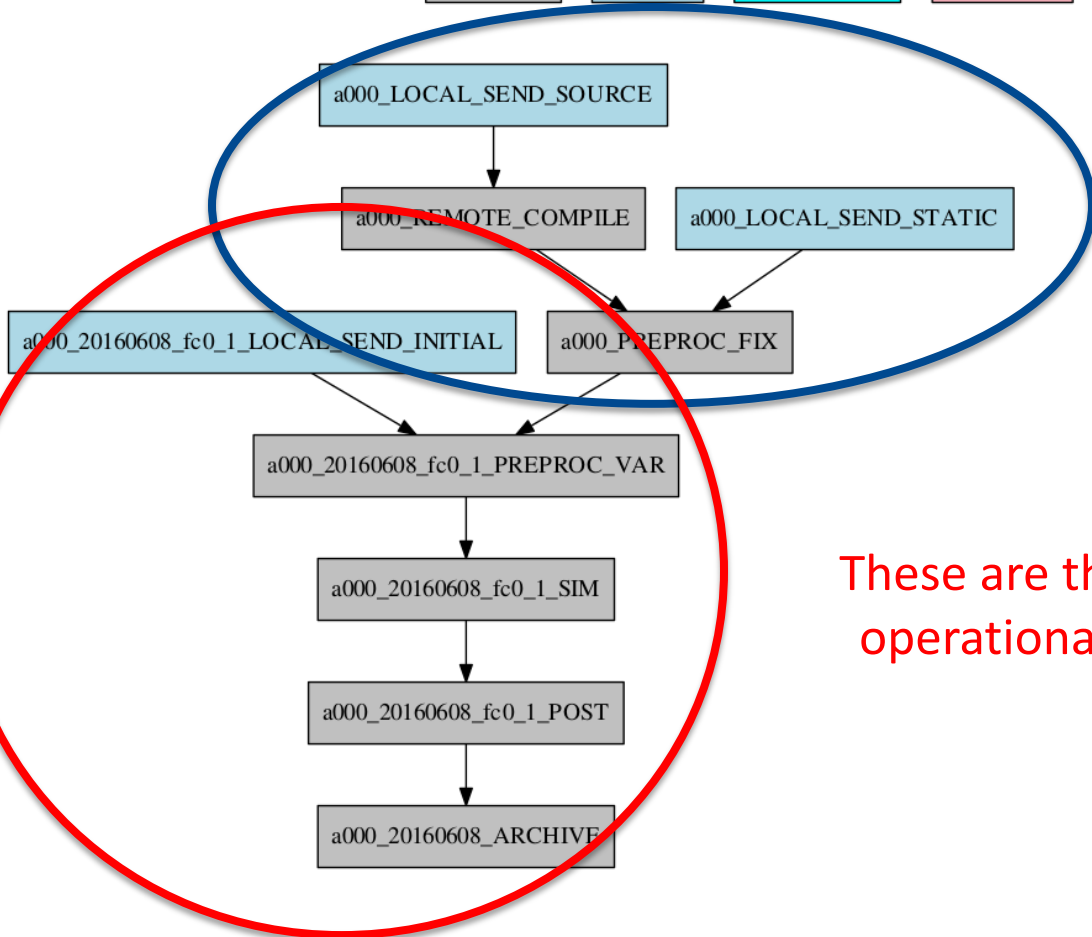 a000_LOCAL_SEND_SOURCE
a000_REMOTE_COMPILE
a000_LOCAL_SEND_STATIC
a000_20160608_fc0_1_LOCAL_SEND_INITIAL
a000_PREPROC_FIX
a000_20160608_fc0_1_PREPROC_VAR
a000_20160608_fc0_1_SIM
These are th
operationa
a000_20160608_fc0_1_POST
a000_20160608_ARCHIVE